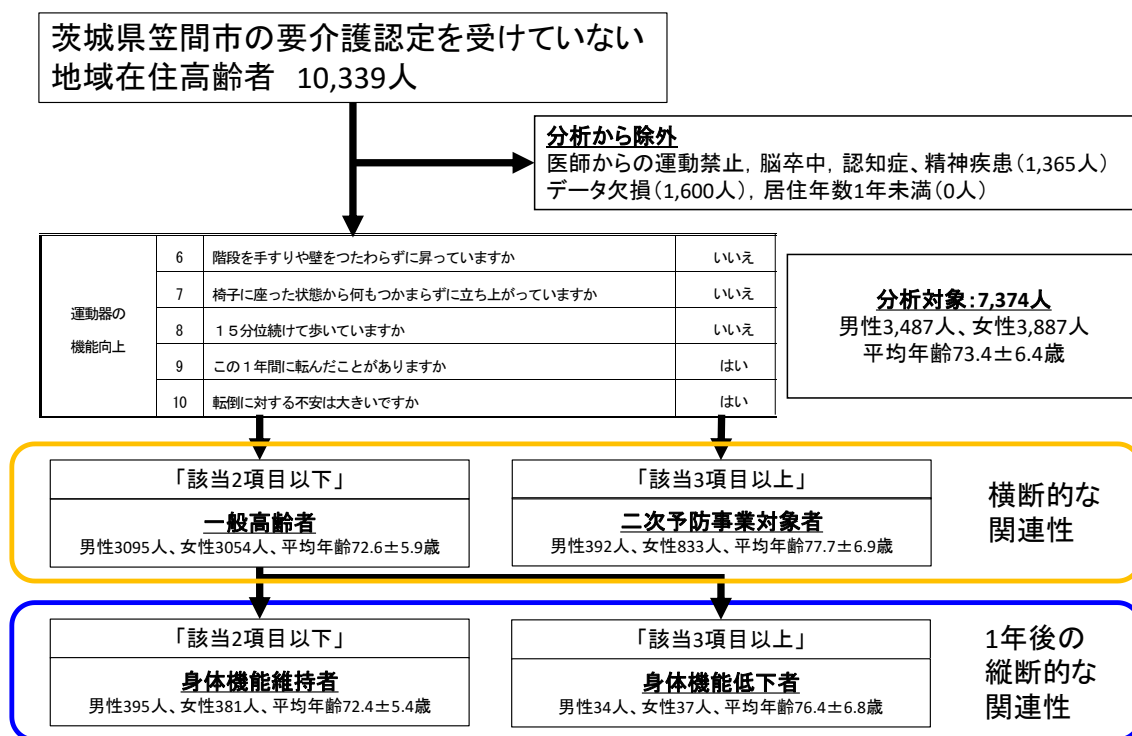 茨城県笠間市の要介護認定を受けていない
地域在住高齢者　10,339人
分析から除外
医師からの運動禁止, 脳卒中, 認知症、精神疾患(1,365人)
データ欠損(1,600人), 居住年数1年未満(0人)
運動器の
機能向上
6 階段を手すりや壁をつたわらずに昇っていますか いいえ
7 椅子に座った状態から何もつかまらずに立ち上がっていますか いいえ
8 １５分位続けて歩いていますか いいえ
9 この１年間に転んだことがありますか はい
10 転倒に対する不安は大きいですか はい
分析対象:7,374人
男性3,487人、女性3,887人
平均年齢73.4±6.4歳
「該当2項目以下」
一般高齢者
男性3095人、女性3054人、平均年齢72.6±5.9歳
「該当3項目以上」
二次予防事業対象者
男性392人、女性833人、平均年齢77.7±6.9歳
横断的な
関連性
「該当2項目以下」
身体機能維持者
男性395人、女性381人、平均年齢72.4±5.4歳
「該当3項目以上」
身体機能低下者
男性34人、女性37人、平均年齢76.4±6.8歳
1年後の
縦断的な
関連性